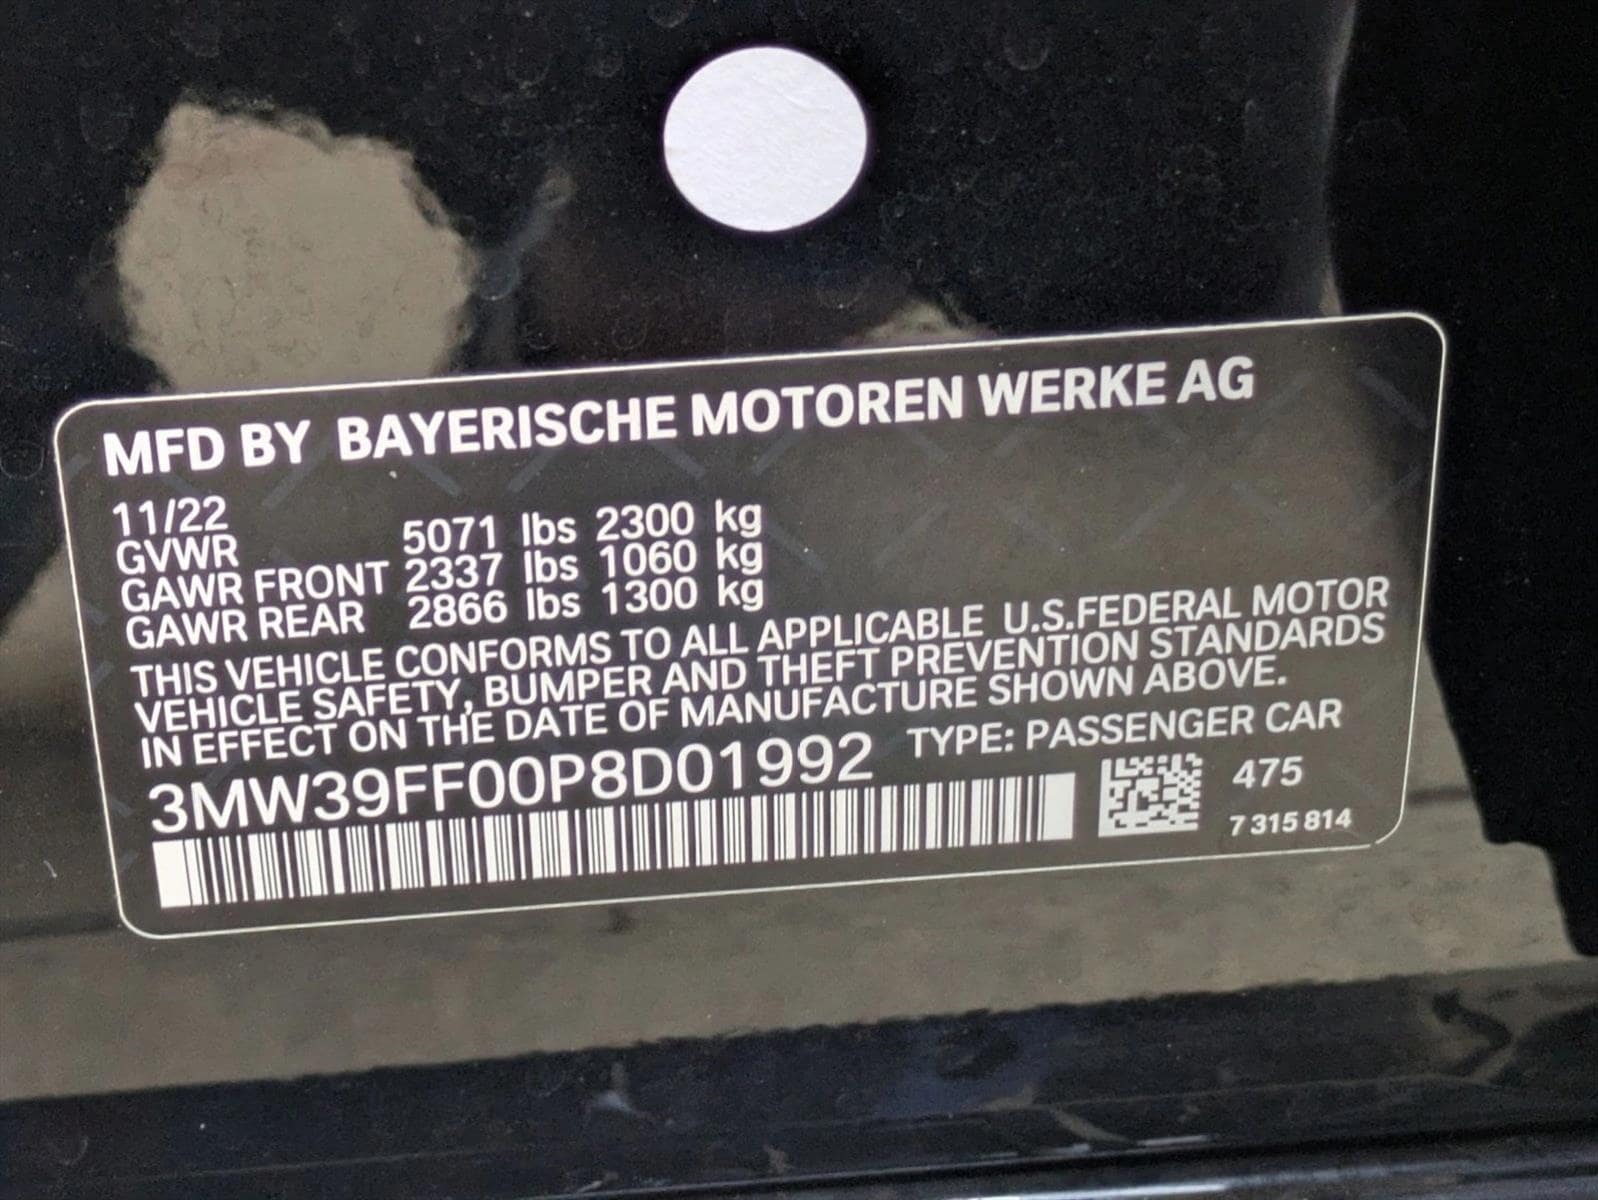 MFD BY BAYERISCHE MOTOREN WERKE AG
11/22
GVWR 5071 lbs 2300 kg
GAWR FRONT 2337 lbs 1060 kg
GAWR REAR 2866 lbs 1300 kg
THIS VEHICLE CONFORMS TO ALL APPLICABLE U.S.FEDERAL MOTOR
VEHICLE SAFETY, BUMPER AND THEFT PREVENTION STANDARDS
IN EFFECT ON THE DATE OF MANUFACTURE SHOWN ABOVE.
3MW39FF00P8D01992 TYPE: PASSENGER CAR
475
7 315 814